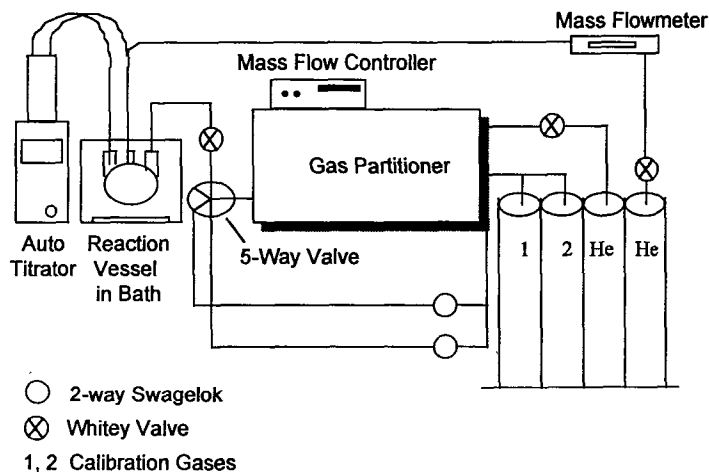 Mass Flowmeter
Mass Flow Controller
Gas Partitioner
Auto
Titrator
Reaction
Vessel
in Bath
5-Way Valve
1 2 He He
2-way Swagelok
Whitey Valve
1, 2 Calibration Gases